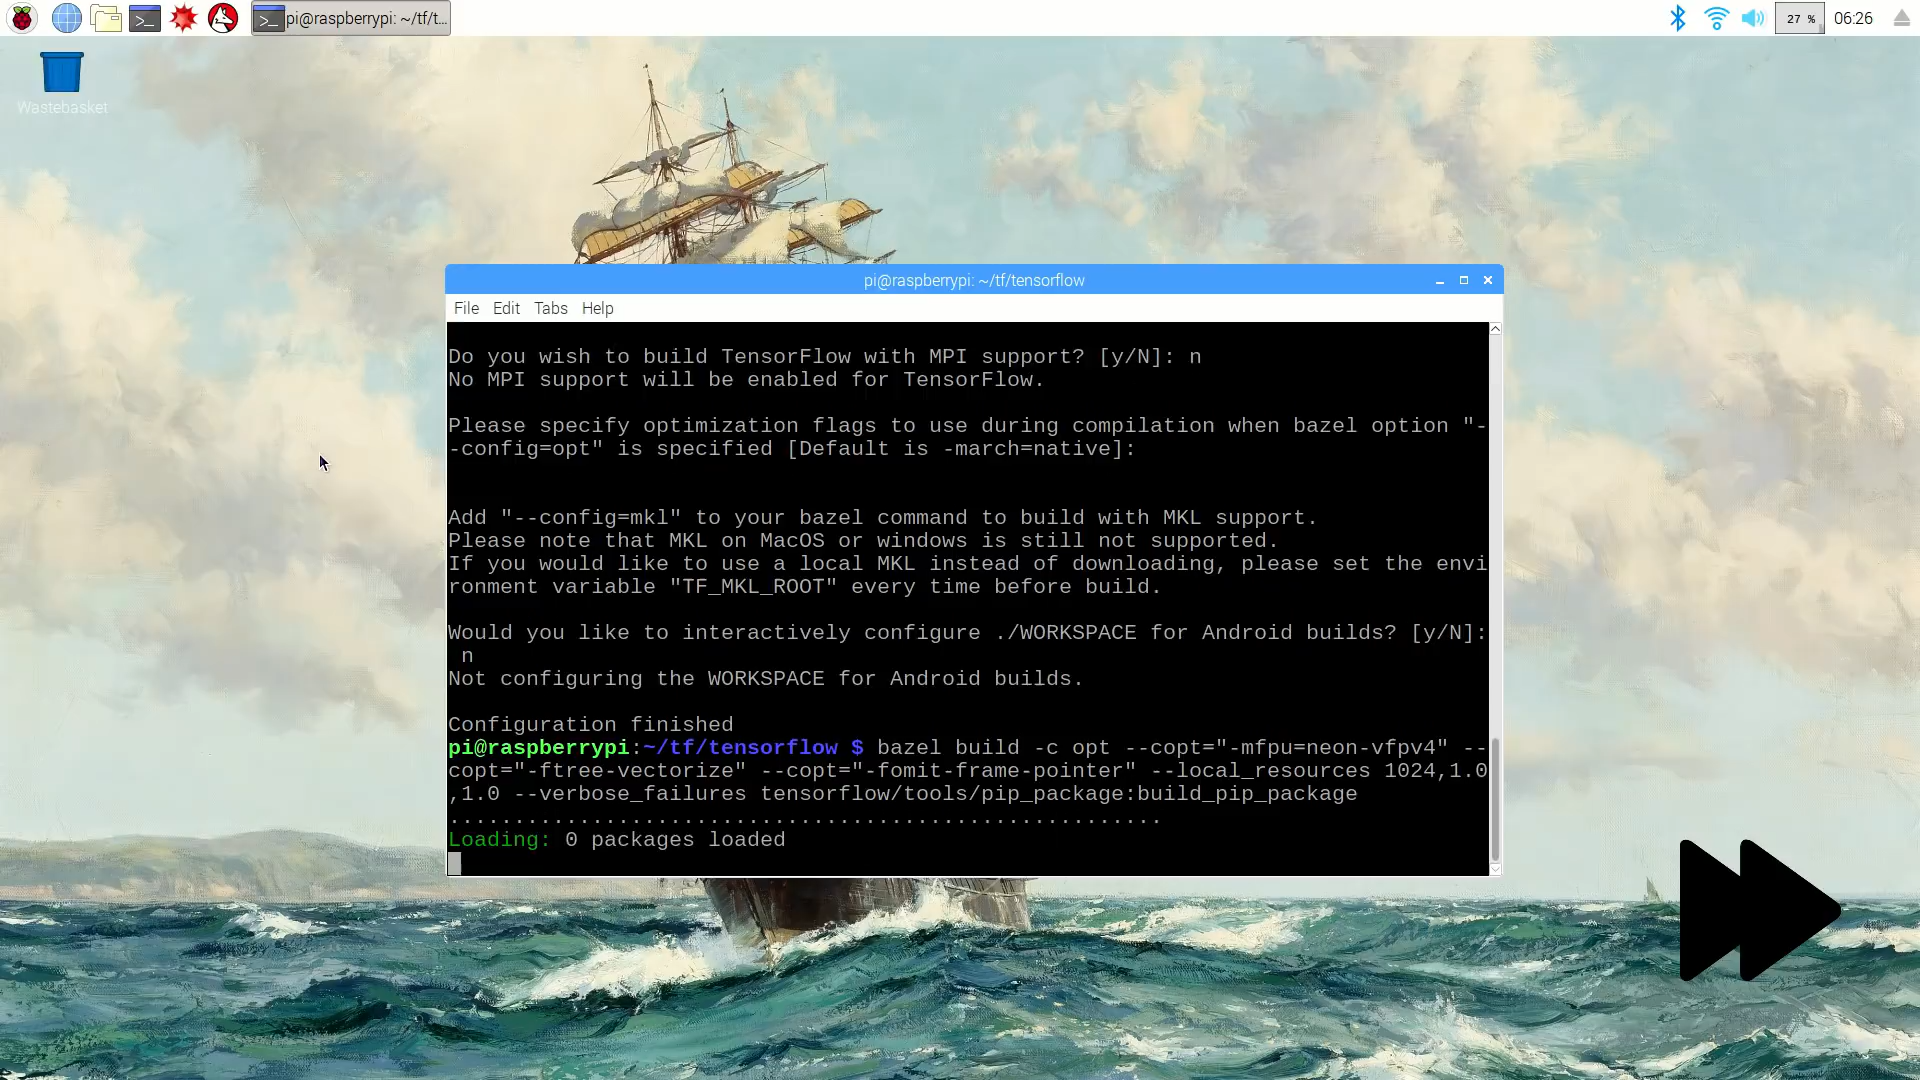 pi@raspberrypi: ~/tf/t...
27 %
06:26
Wastebasket
pi@raspberrypi: ~/tf/tensorflow
File Edit Tabs Help
Do you wish to build TensorFlow with MPI support? [y/N]: n
No MPI support will be enabled for TensorFlow.
Please specify optimization flags to use during compilation when bazel option "-
-config=opt" is specified [Default is -march=native]:
Add "--config=mkl" to your bazel command to build with MKL support.
Please note that MKL on MacOS or windows is still not supported.
If you would like to use a local MKL instead of downloading, please set the envi
ronment variable "TF_MKL_ROOT" every time before build.
Would you like to interactively configure ./WORKSPACE for Android builds? [y/N]:
n
Not configuring the WORKSPACE for Android builds.
Configuration finished
pi@raspberrypi:~/tf/tensorflow $ bazel build -c opt --copt="-mfpu=neon-vfpv4" --
copt="-ftree-vectorize" --copt="-fomit-frame-pointer" --local_resources 1024,1.0
,1.0 --verbose_failures tensorflow/tools/pip_package:build_pip_package
.......................................................
Loading: 0 packages loaded